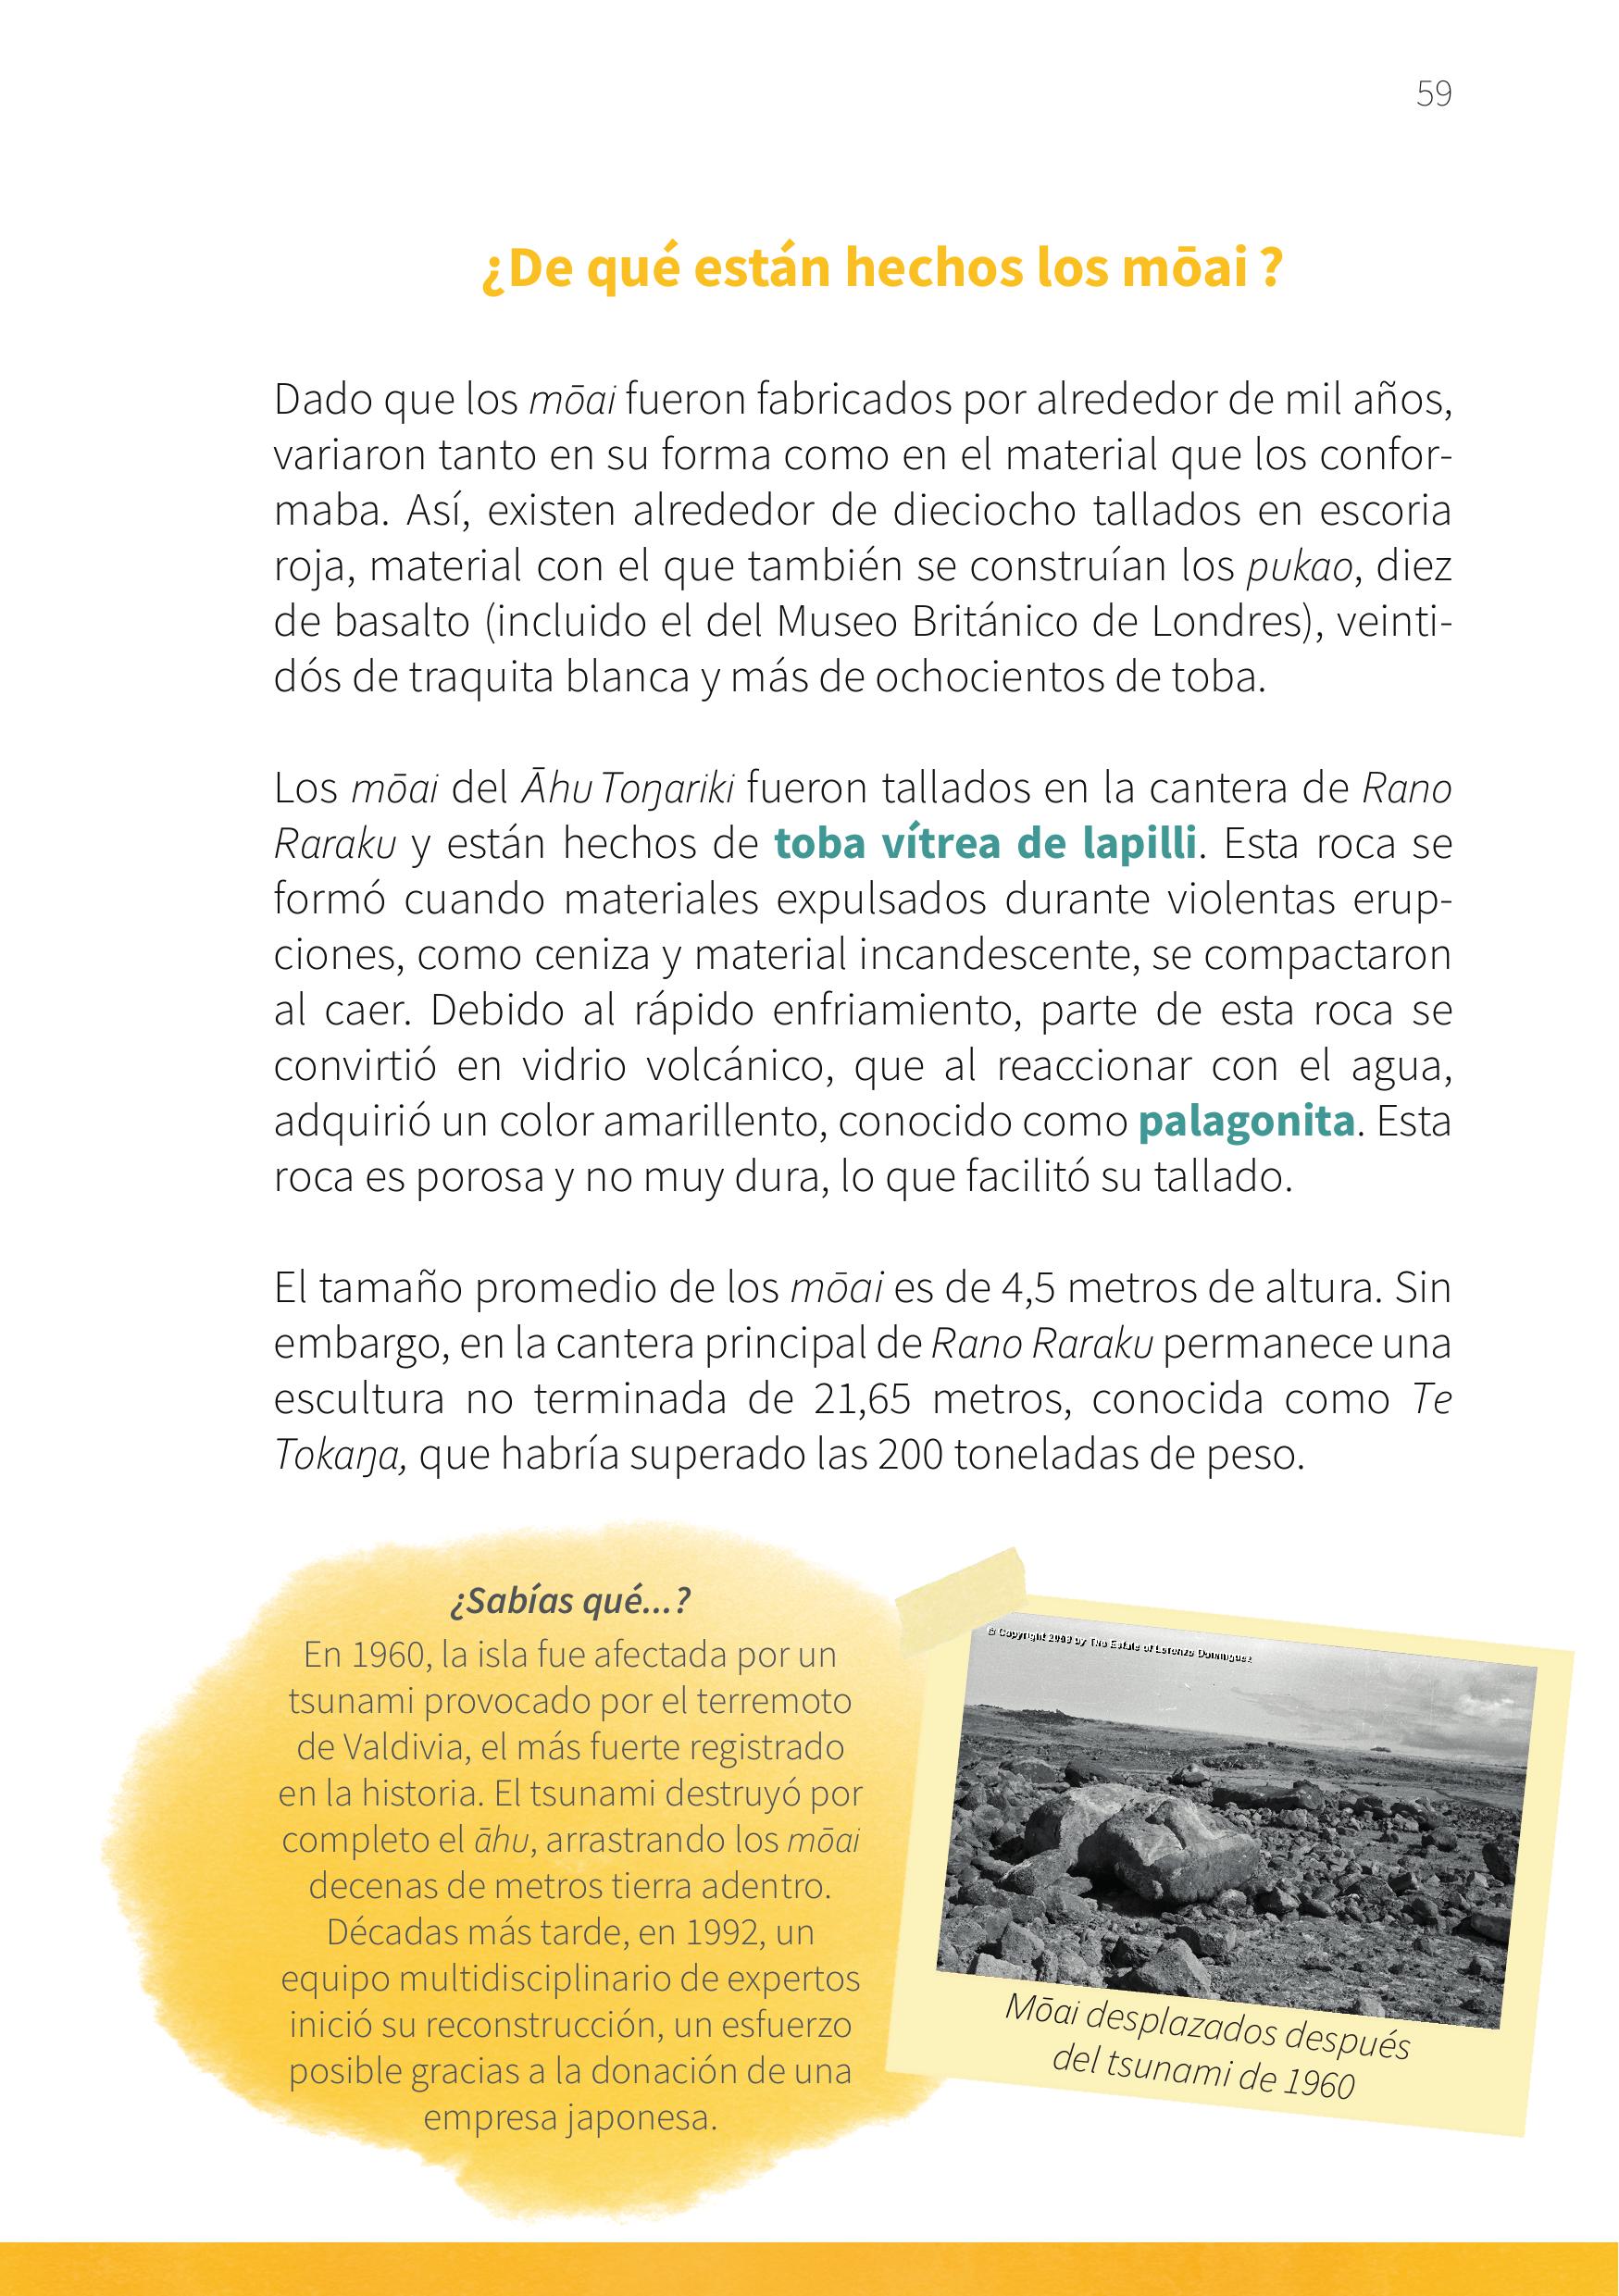 59
¿De qué están hechos los mōai ?
Dado que los mōai fueron fabricados por alrededor de mil años,
variaron tanto en su forma como en el material que los confor-
maba. Así, existen alrededor de dieciocho tallados en escoria
roja, material con el que también se construían los pukao, diez
de basalto (incluido el del Museo Británico de Londres), veinti-
dós de traquita blanca y más de ochocientos de toba.
Los mōai del Āhu Toŋariki fueron tallados en la cantera de Rano
Raraku y están hechos de toba vítrea de lapilli. Esta roca se
formó cuando materiales expulsados durante violentas erup-
ciones, como ceniza y material incandescente, se compactaron
al caer. Debido al rápido enfriamiento, parte de esta roca se
convirtió en vidrio volcánico, que al reaccionar con el agua,
adquirió un color amarillento, conocido como palagonita. Esta
roca es porosa y no muy dura, lo que facilitó su tallado.
El tamaño promedio de los mōai es de 4,5 metros de altura. Sin
embargo, en la cantera principal de Rano Raraku permanece una
escultura no terminada de 21,65 metros, conocida como Te
Tokaŋa, que habría superado las 200 toneladas de peso.
¿Sabías qué...?
En 1960, la isla fue afectada por un
tsunami provocado por el terremoto
de Valdivia, el más fuerte registrado
en la historia. El tsunami destruyó por
completo el āhu, arrastrando los mōai
decenas de metros tierra adentro.
Décadas más tarde, en 1992, un
equipo multidisciplinario de expertos
inició su reconstrucción, un esfuerzo
posible gracias a la donación de una
empresa japonesa.
© Copyright by The Estate of Lorenzo Dominguez
Mōai desplazados después
del tsunami de 1960